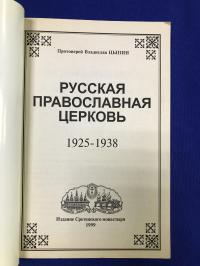 Протоиерей Владислав ЦЫПИН
РУССКАЯ
ПРАВОСЛАВНАЯ
ЦЕРКОВЬ
1925-1938
Издание Сретенского монастыря
1999